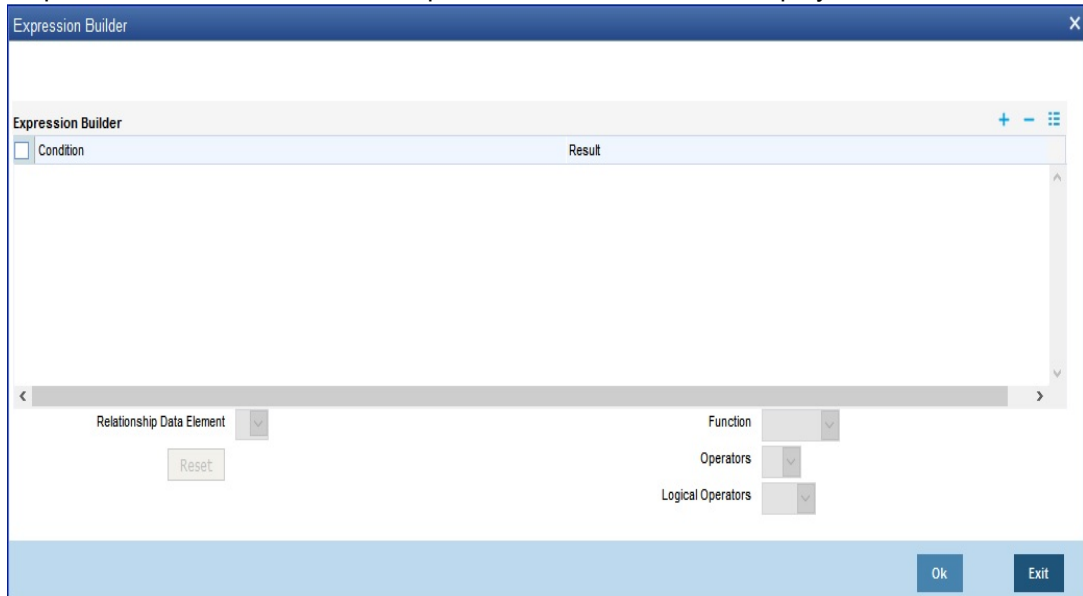 Expression Builder
Expression Builder
Condition Result
Relationship Data Element Function
Reset Operators
Logical Operators
Ok Exit